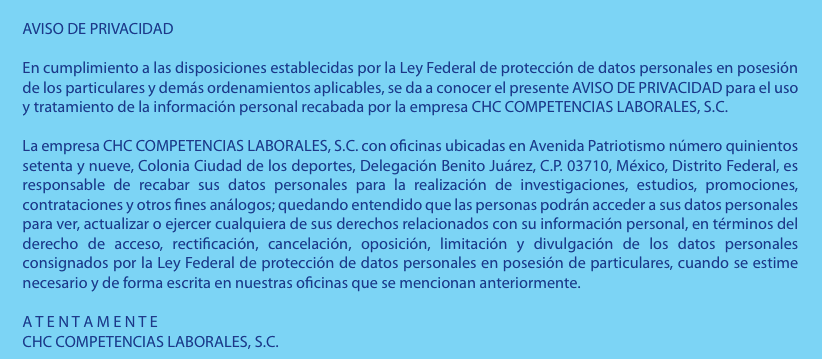 AVISO DE PRIVACIDAD
En cumplimiento a las disposiciones establecidas por la Ley Federal de protección de datos personales en posesión
de los particulares y demás ordenamientos aplicables, se da a conocer el presente AVISO DE PRIVACIDAD para el uso
y tratamiento de la información personal recabada por la empresa CHC COMPETENCIAS LABORALES, S.C.
La empresa CHC COMPETENCIAS LABORALES, S.C. con oficinas ubicadas en Avenida Patriotismo número quinientos
setenta y nueve, Colonia Ciudad de los deportes, Delegación Benito Juárez, C.P. 03710, México, Distrito Federal, es
responsable de recabar sus datos personales para la realización de investigaciones, estudios, promociones,
contrataciones y otros fines análogos; quedando entendido que las personas podrán acceder a sus datos personales
para ver, actualizar o ejercer cualquiera de sus derechos relacionados con su información personal, en términos del
derecho de acceso, rectificación, cancelación, oposición, limitación y divulgación de los datos personales
consignados por la Ley Federal de protección de datos personales en posesión de particulares, cuando se estime
necesario y de forma escrita en nuestras oficinas que se mencionan anteriormente.
A T E N T A M E N T E
CHC COMPETENCIAS LABORALES, S.C.